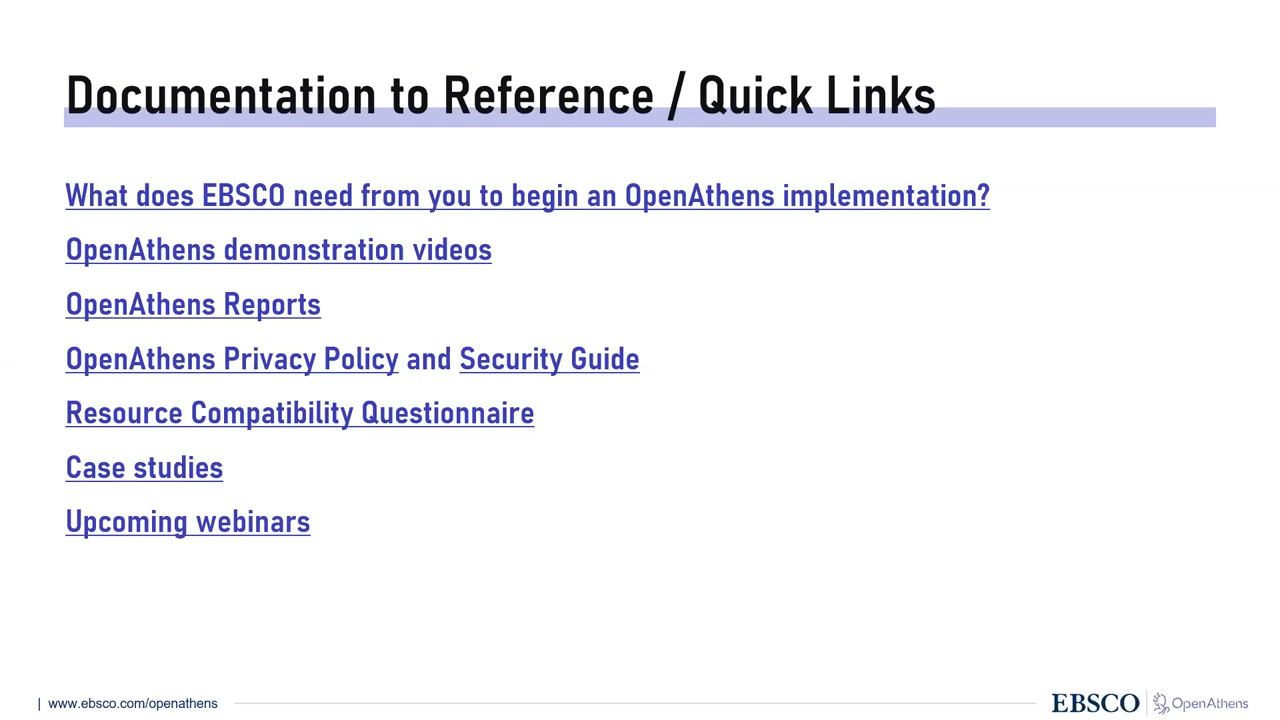 Documentation to Reference / Quick Links
What does EBSCO need from you to begin an OpenAthens implementation?
OpenAthens demonstration videos
OpenAthens Reports
OpenAthens Privacy Policy and Security Guide
Resource Compatibility Questionnaire
Case studies
Upcoming webinars
| www.ebsco.com/openathens
EBSCO | OpenAthens